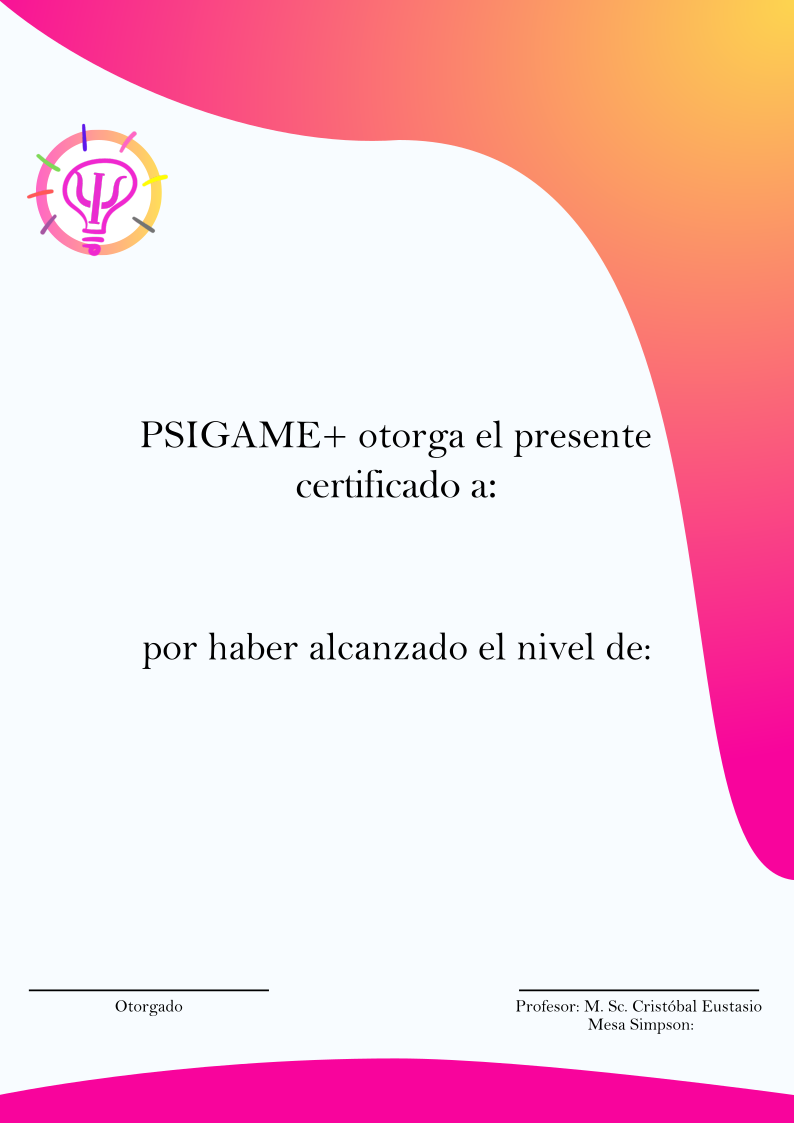 PSIGAME+ otorga el presente
certificado a:
por haber alcanzado el nivel de:
Otorgado
Profesor: M. Sc. Cristóbal Eustasio
Mesa Simpson: